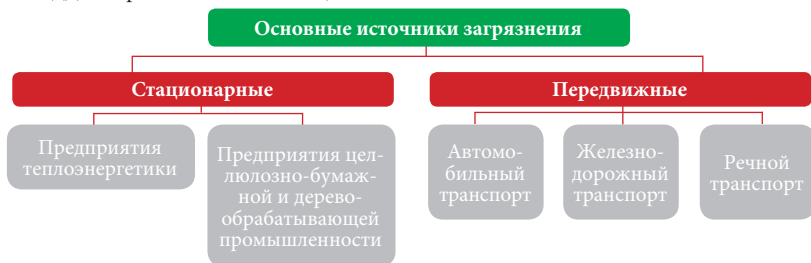 Основные источники загрязнения
Стационарные
Передвижные
Предприятия
теплоэнергетики
Предприятия цел-
люлозно-бумаж-
ной и дерево-
обрабатывающей
промышленности
Автомо-
бильный
транспорт
Железно-
дорожный
транспорт
Речной
транспорт